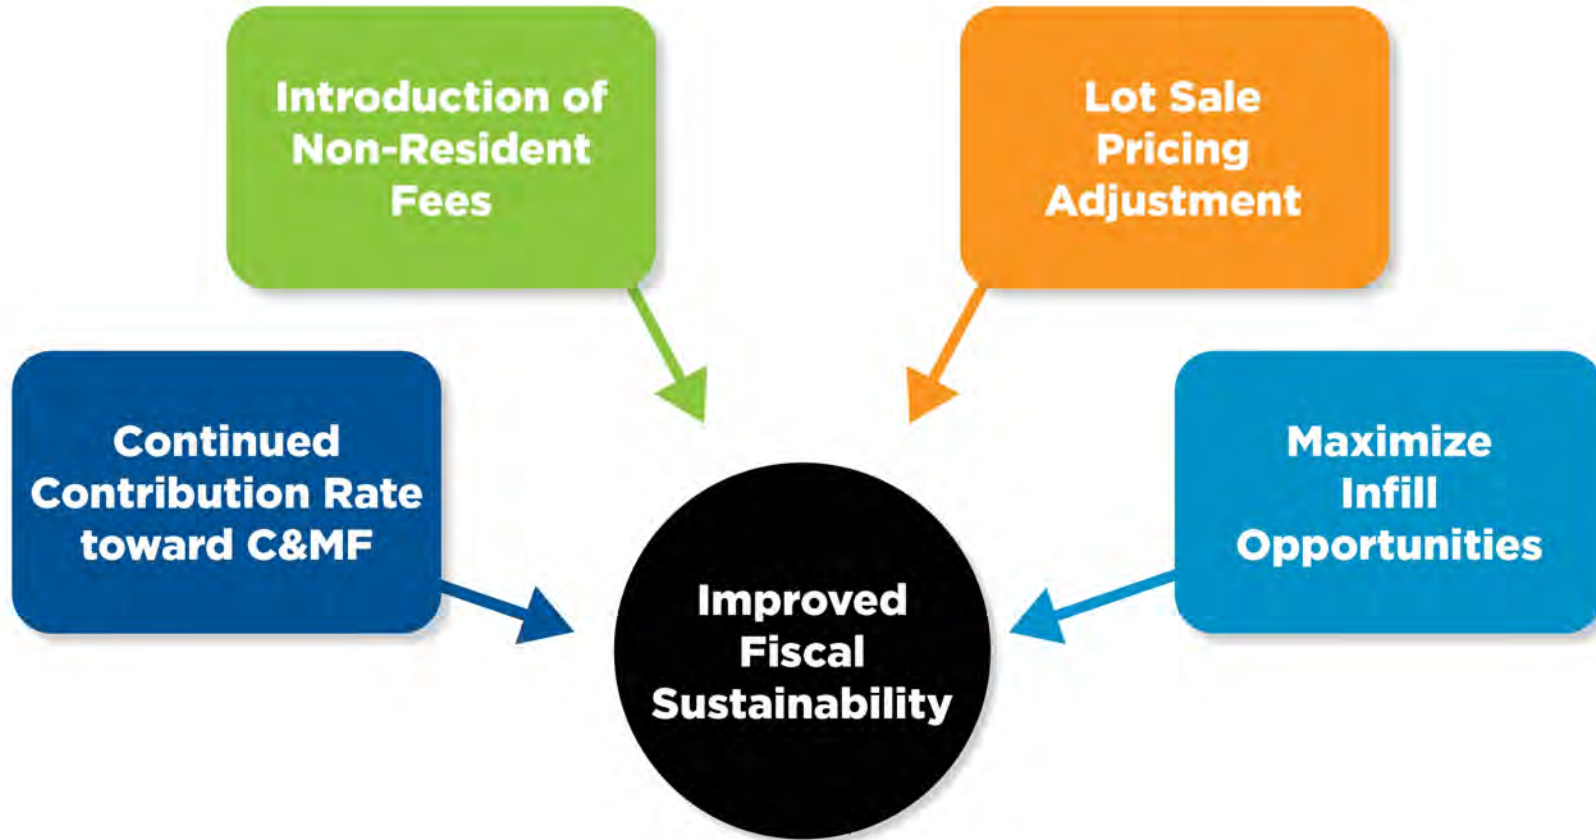 Introduction of
Non-Resident
Fees
Lot Sale
Pricing
Adjustment
Continued
Contribution Rate
toward C&MF
Maximize
Infill
Opportunities
Improved
Fiscal
Sustainability